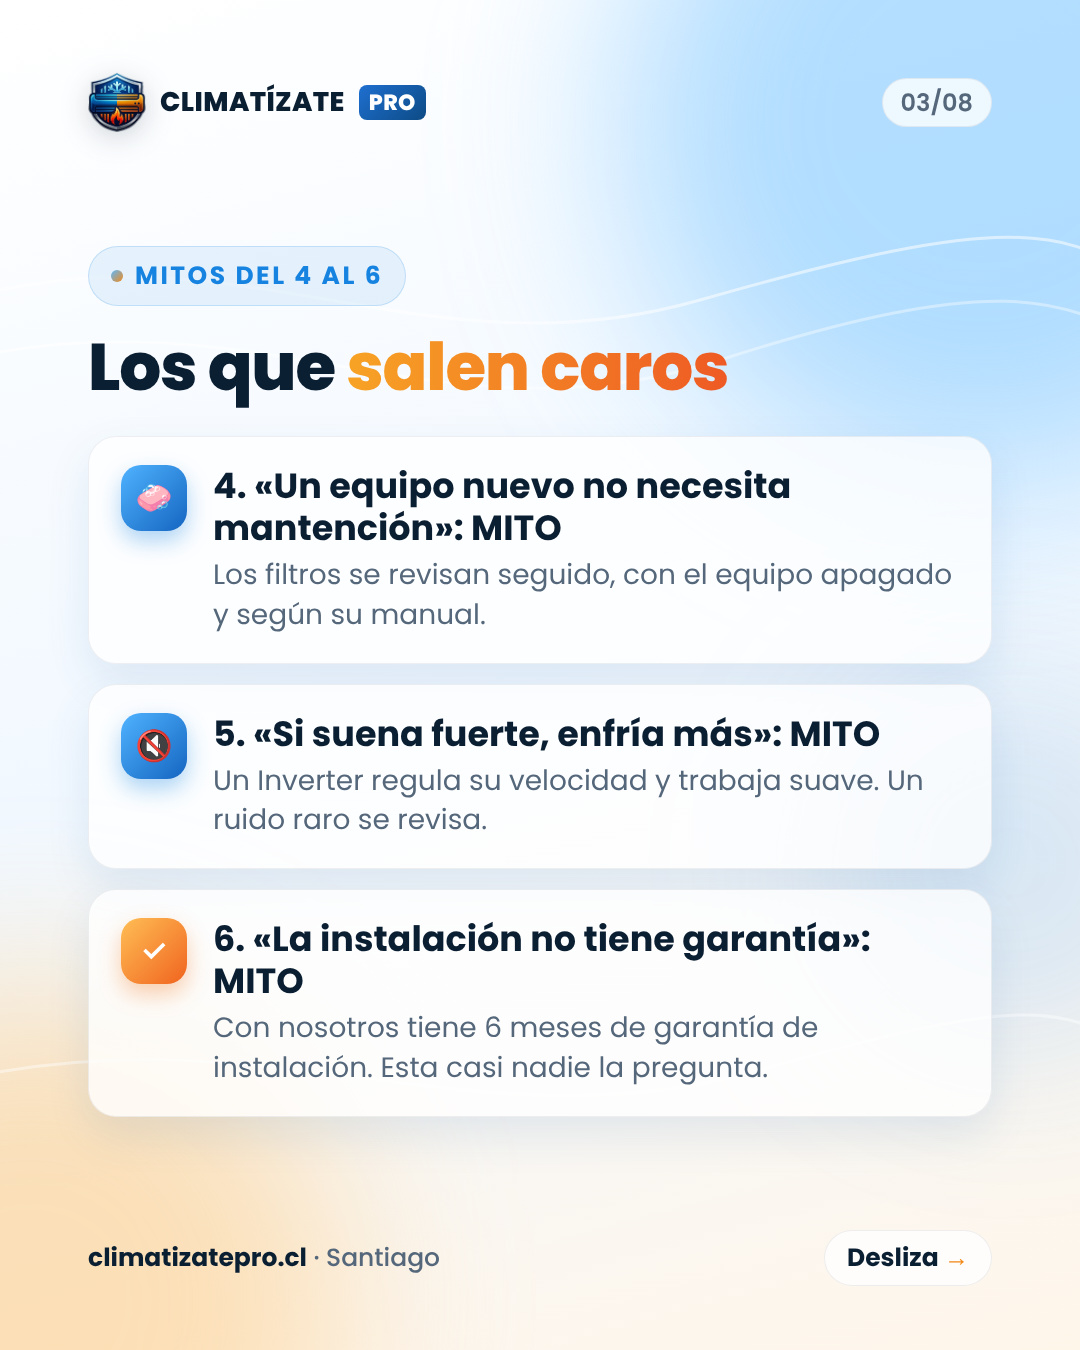 CLIMATÍZATE PRO
03/08
MITOS DEL 4 AL 6
Los que salen caros
4. «Un equipo nuevo no necesita
mantención»: MITO
Los filtros se revisan seguido, con el equipo apagado
y según su manual.
5. «Si suena fuerte, enfría más»: MITO
Un Inverter regula su velocidad y trabaja suave. Un
ruido raro se revisa.
6. «La instalación no tiene garantía»:
MITO
Con nosotros tiene 6 meses de garantía de
instalación. Esta casi nadie la pregunta.
climatizatepro.cl · Santiago
Desliza →